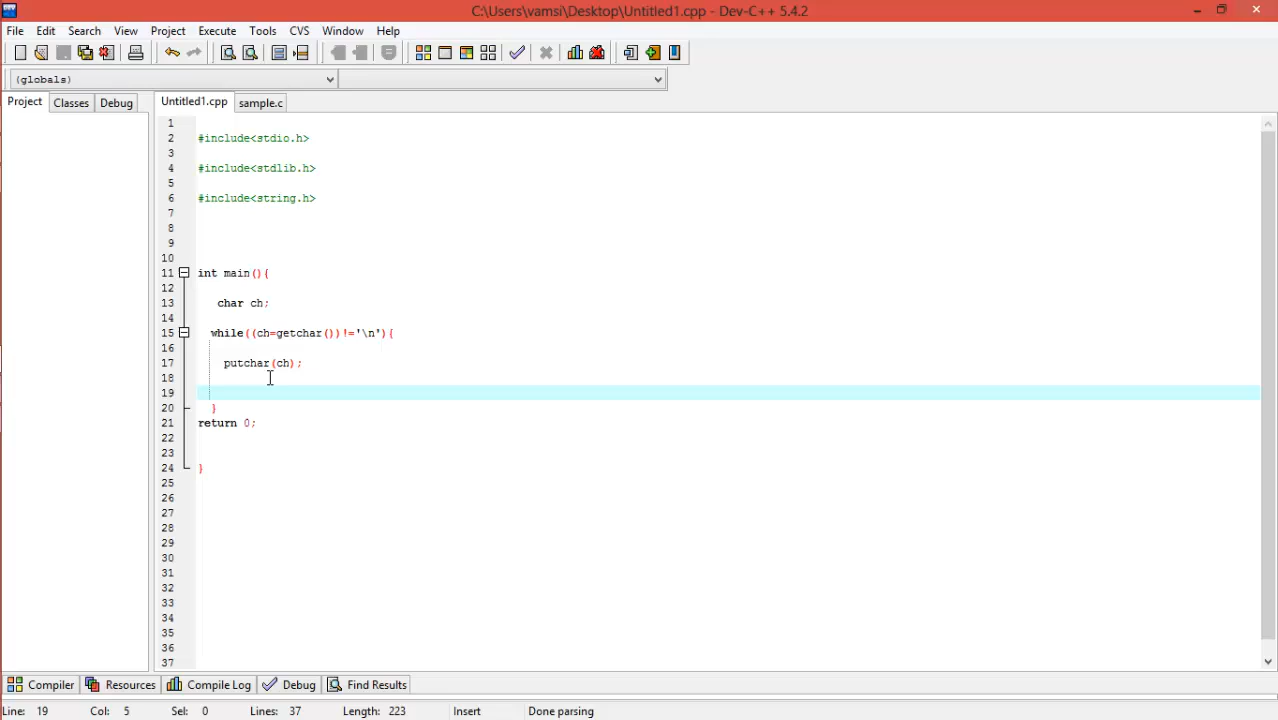 C:\Users\vamsi\Desktop\Untitled1.cpp - Dev-C++ 5.4.2
File Edit Search View Project Execute Tools CVS Window Help
(globals)
Project Classes Debug Untitled1.cpp sample.c
1
2 #include<stdio.h>
3
4 #include<stdlib.h>
5
6 #include<string.h>
7
8
9
10
11 int main(){
12
13 char ch;
14
15 while((ch=getchar())!='\n'){
16
17 putchar(ch);
18
19
20 }
21 return 0;
22
23
24 }
25
26
27
28
29
30
31
32
33
34
35
36
37
Compiler Resources Compile Log Debug Find Results
Line: 19 Col: 5 Sel: 0 Lines: 37 Length: 223 Insert Done parsing